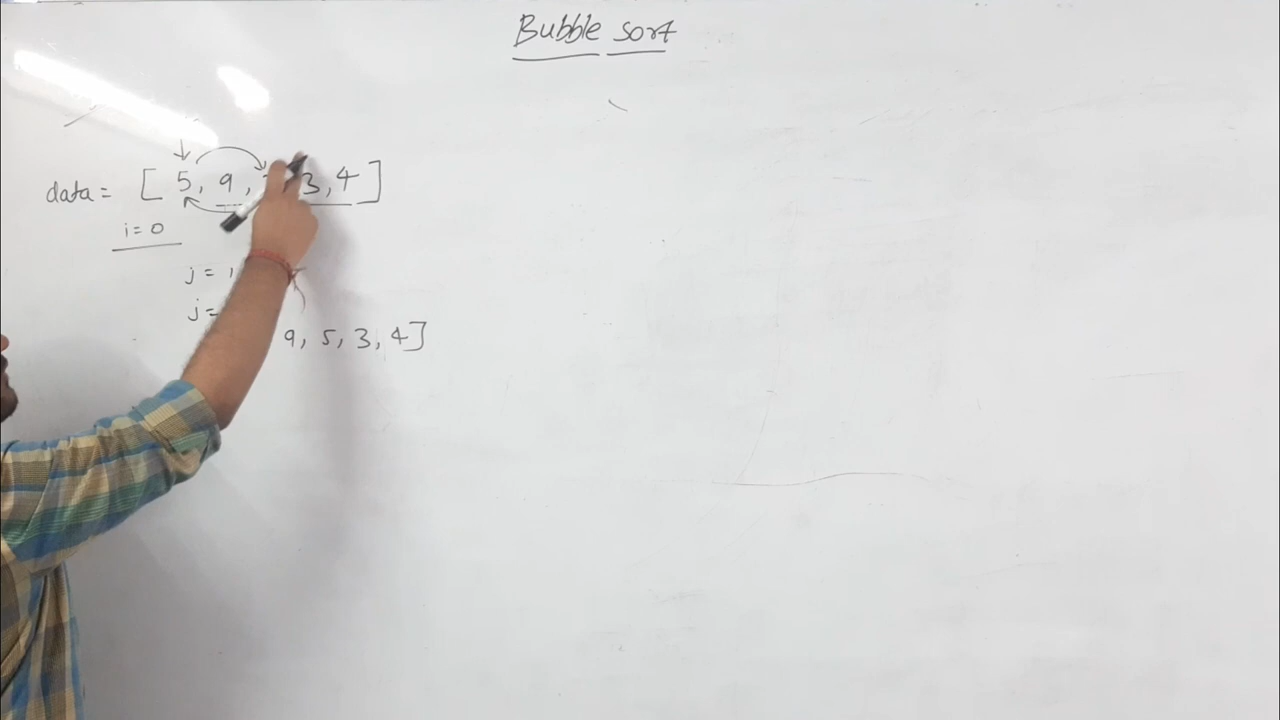 Bubble sort
data = [ 5, 9, 3, 4 ]
i = 0
j = 1
j =
9, 5, 3, 4 ]